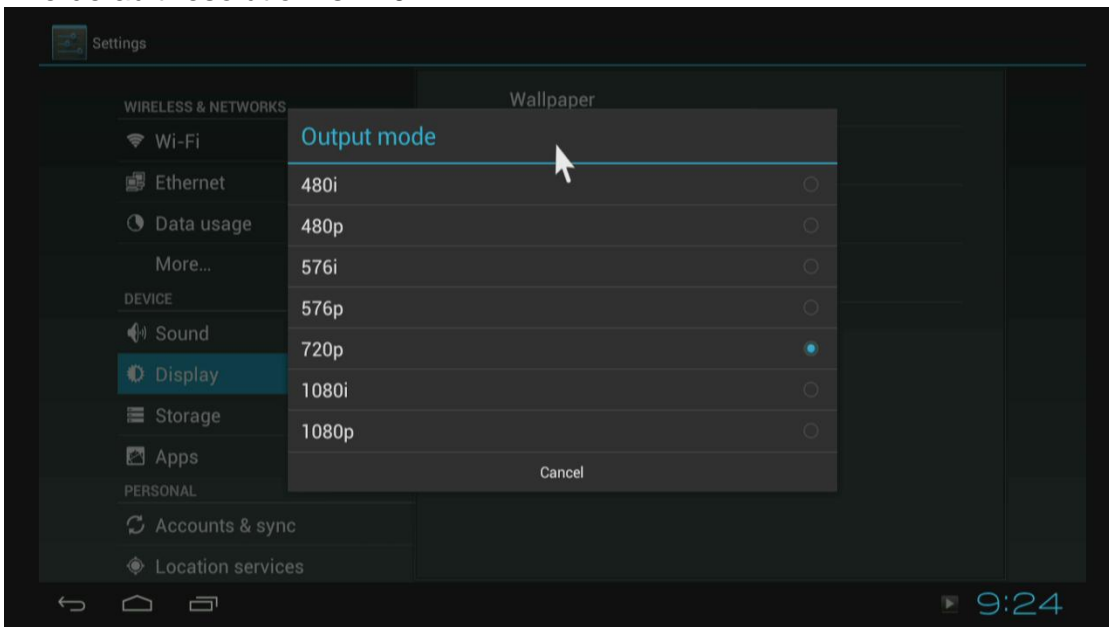 Settings
WIRELESS & NETWORKS
Wi-Fi
Ethernet
Data usage
More...
DEVICE
Sound
Display
Storage
Apps
PERSONAL
Accounts & sync
Location services
Wallpaper
Output mode
480i
480p
576i
576p
720p
1080i
1080p
Cancel
9:24